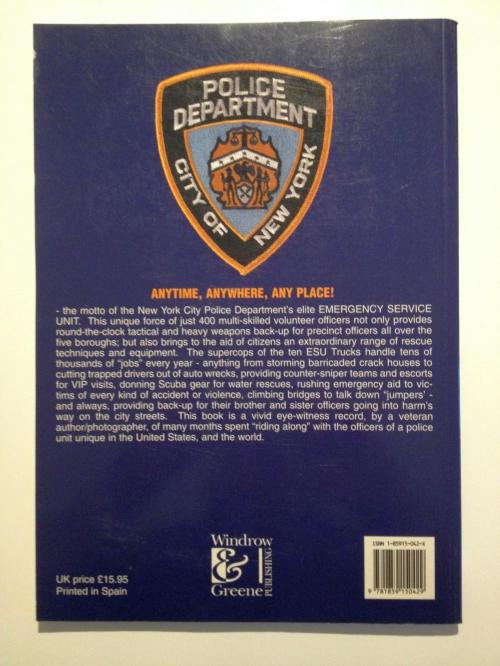 POLICE
DEPARTMENT
CITY OF
NEW YORK
ANYTIME, ANYWHERE, ANY PLACE!
- the motto of the New York City Police Department's elite EMERGENCY SERVICE
UNIT. This unique force of just 400 multi-skilled volunteer officers not only provides
round-the-clock tactical and heavy weapons back-up for precinct officers all over the
five boroughs; but also brings to the aid of citizens an extraordinary range of rescue
techniques and equipment. The supercops of the ten ESU Trucks handle tens of
thousands of "jobs" every year - anything from storming barricaded crack houses to
cutting trapped drivers out of auto wrecks, providing counter-sniper teams and escorts
for VIP visits, donning Scuba gear for water rescues, rushing emergency aid to vic-
tims of every kind of accident or violence, climbing bridges to talk down "jumpers' -
and always, providing back-up for their brother and sister officers going into harm's
way on the city streets. This book is a vivid eye-witness record, by a veteran
author/photographer, of many months spent "riding along" with the officers of a police
unit unique in the United States, and the world.
Windrow
&
Greene
PUBLISHING
UK price £15.95
Printed in Spain
ISBN 1-85915-042-X
9 781859 150429